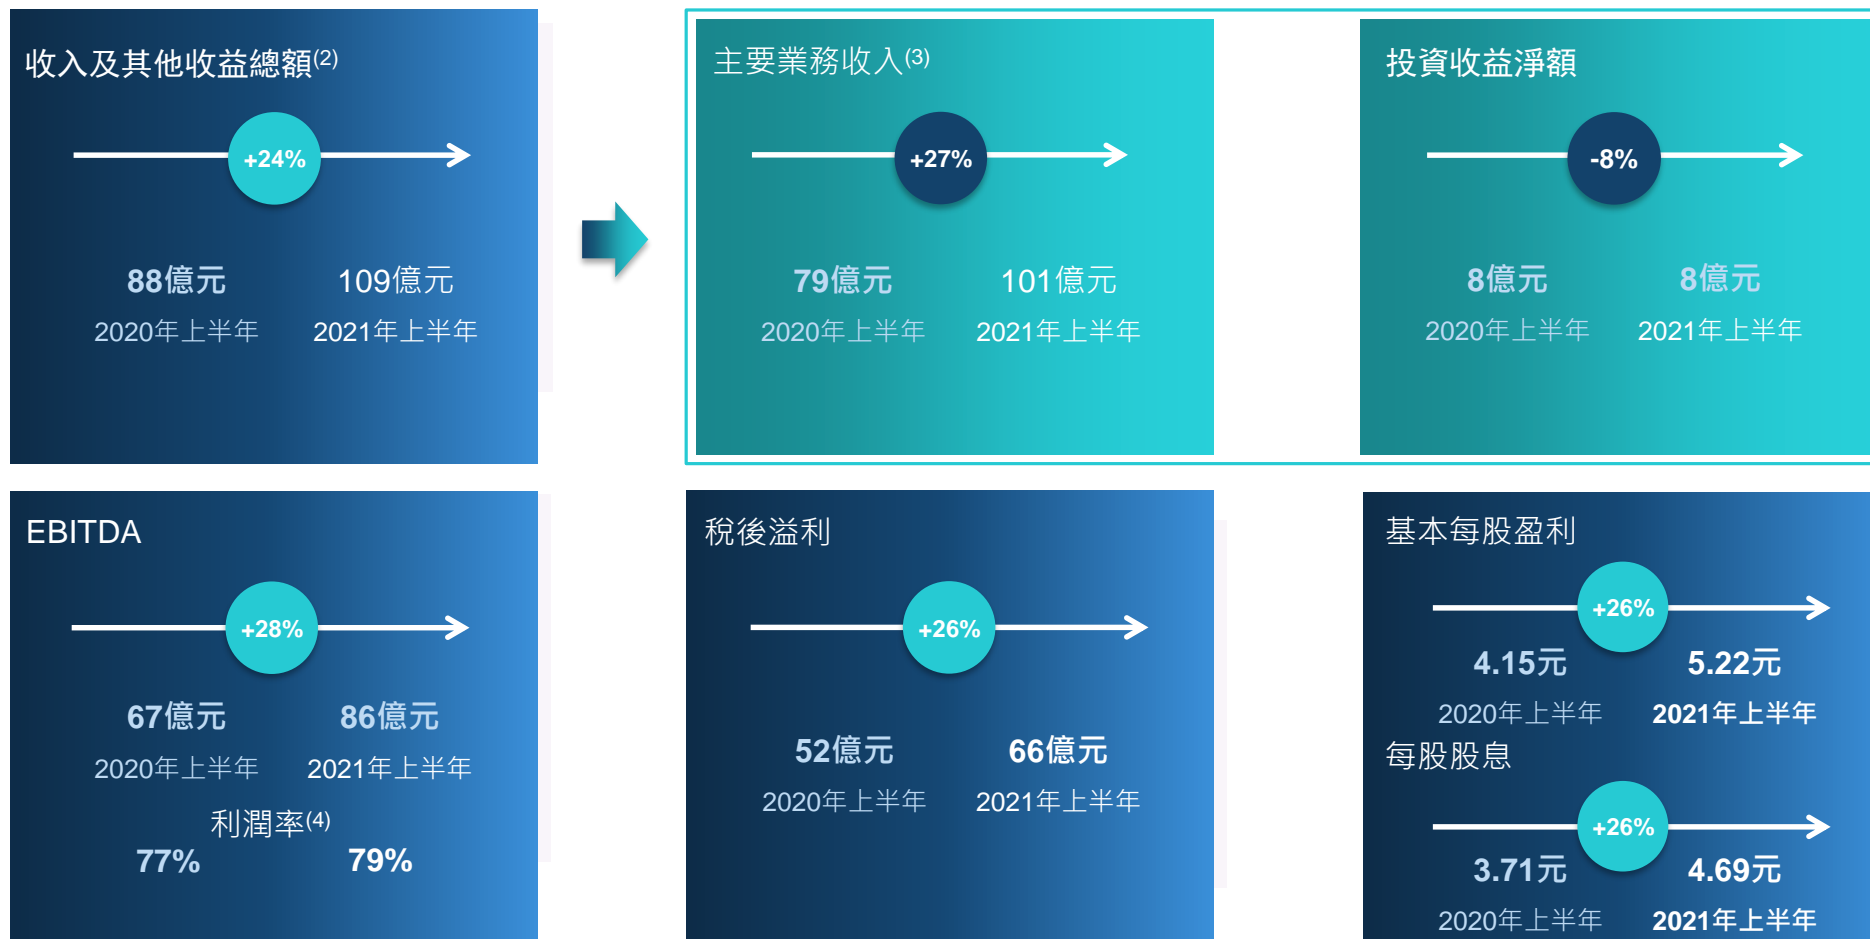 收入及其他收益總額(2)
+24%
88億元 109億元
2020年上半年 2021年上半年
主要業務收入(3)
+27%
79億元 101億元
2020年上半年 2021年上半年
投資收益淨額
-8%
8億元 8億元
2020年上半年 2021年上半年
EBITDA
+28%
67億元 86億元
2020年上半年 2021年上半年
利潤率(4)
77% 79%
稅後溢利
+26%
52億元 66億元
2020年上半年 2021年上半年
基本每股盈利
+26%
4.15元 5.22元
2020年上半年 2021年上半年
每股股息
+26%
3.71元 4.69元
2020年上半年 2021年上半年